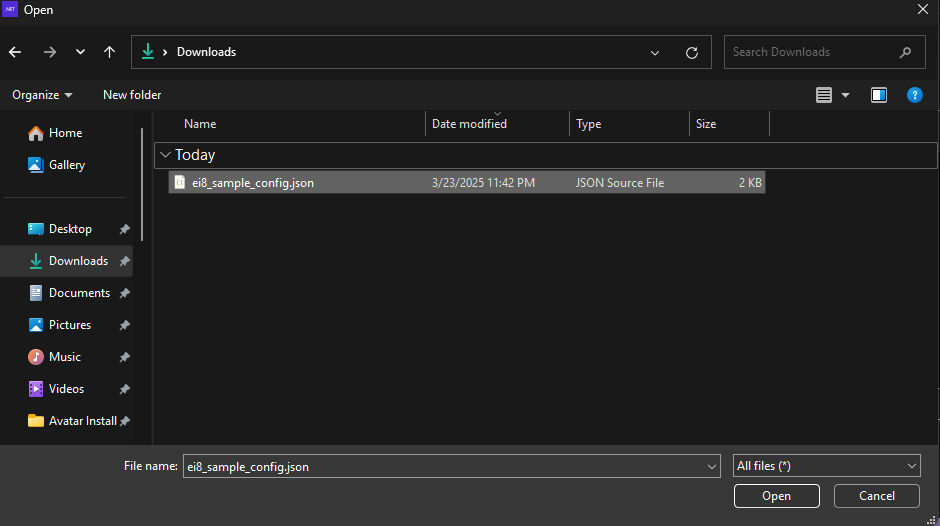 .NET Open
Downloads
Search Downloads
Organize New folder
?
Name Date modified Type Size
Home
Gallery
Today
ei8_sample_config.json 3/23/2025 11:42 PM JSON Source File 2 KB
Desktop
Downloads
Documents
Pictures
Music
Videos
Avatar Install
File name: ei8_sample_config.json All files (*)
Open Cancel